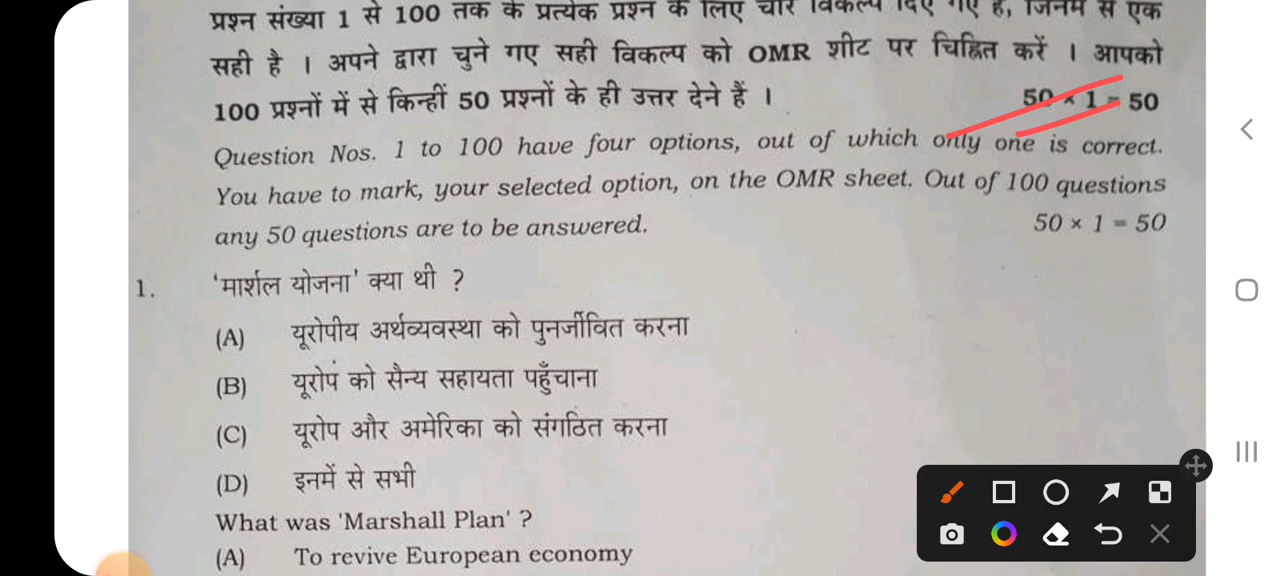 प्रश्न संख्या 1 से 100 तक के प्रत्येक प्रश्न के लिए चार विकल्प दिए गए हैं, जिनमें से एक
सही है । अपने द्वारा चुने गए सही विकल्प को OMR शीट पर चिह्नित करें । आपको
100 प्रश्नों में से किन्हीं 50 प्रश्नों के ही उत्तर देने हैं । 50 × 1 = 50
Question Nos. 1 to 100 have four options, out of which only one is correct.
You have to mark, your selected option, on the OMR sheet. Out of 100 questions
any 50 questions are to be answered. 50 × 1 = 50
1. 'मार्शल योजना' क्या थी ?
(A) यूरोपीय अर्थव्यवस्था को पुनर्जीवित करना
(B) यूरोप को सैन्य सहायता पहुँचाना
(C) यूरोप और अमेरिका को संगठित करना
(D) इनमें से सभी
What was 'Marshall Plan' ?
(A) To revive European economy